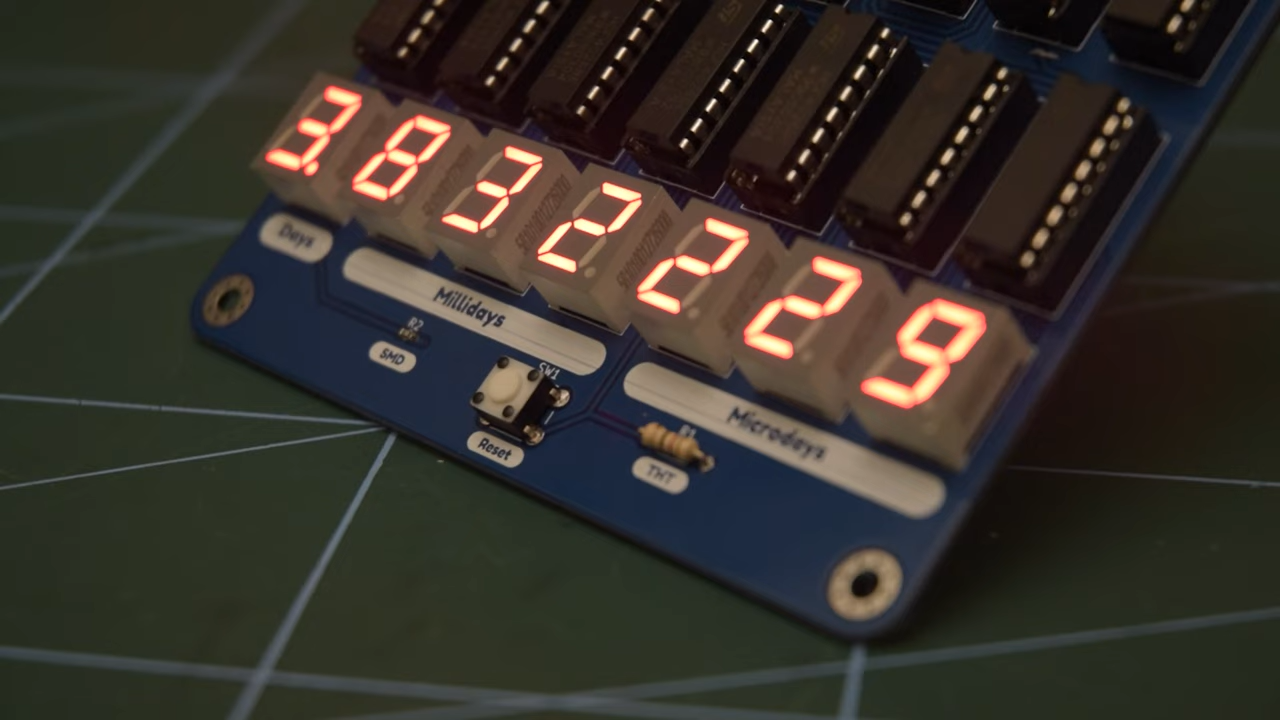 3.832229
Days
Millidays
Microdays
R2
SMD
SW1
Reset
R1
THT